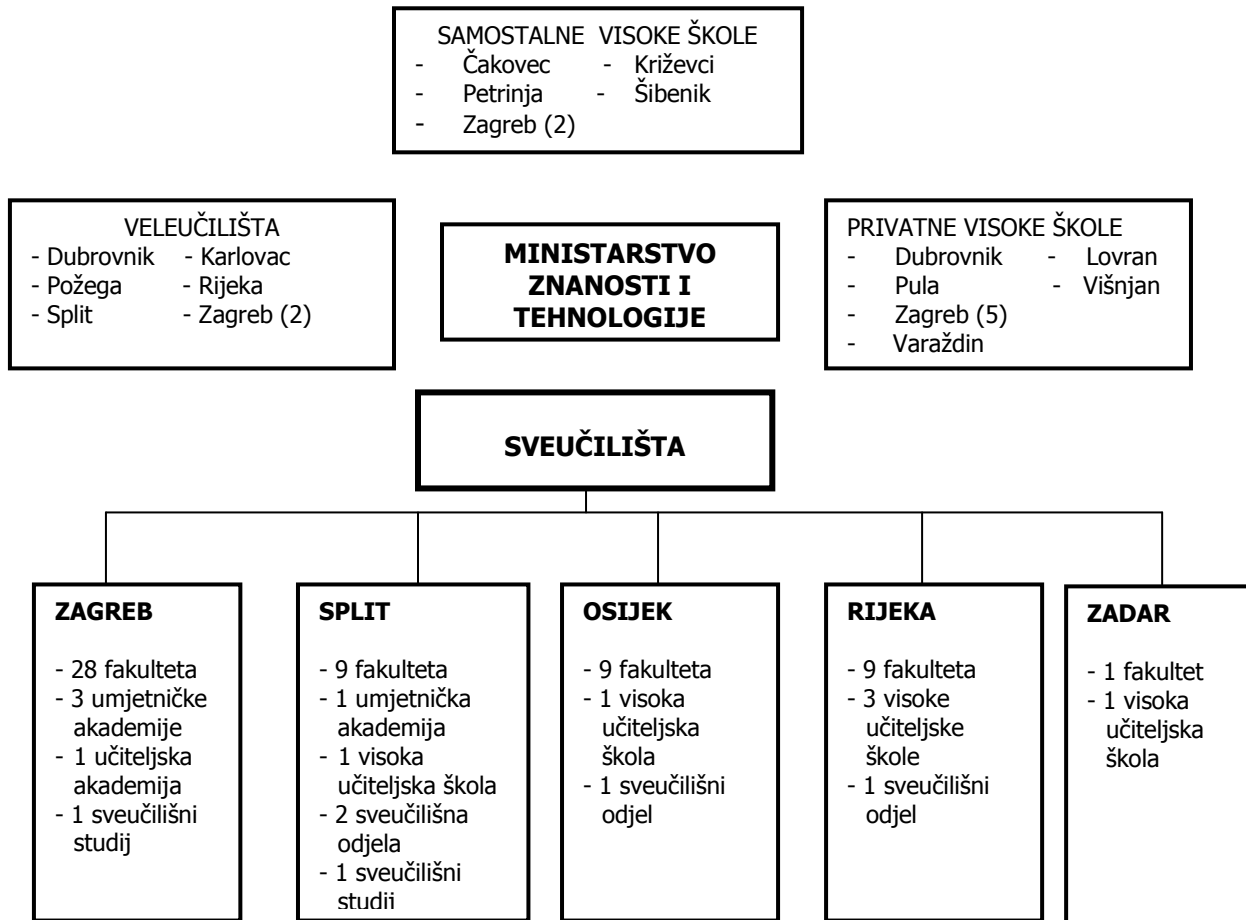 SAMOSTALNE VISOKE ŠKOLE
- Čakovec - Križevci
- Petrinja - Šibenik
- Zagreb (2)
VELEUČILIŠTA
- Dubrovnik - Karlovac
- Požega - Rijeka
- Split - Zagreb (2)
MINISTARSTVO
ZNANOSTI I
TEHNOLOGIJE
PRIVATNE VISOKE ŠKOLE
- Dubrovnik - Lovran
- Pula - Višnjan
- Zagreb (5)
- Varaždin
SVEUČILIŠTA
ZAGREB
- 28 fakulteta
- 3 umjetničke
akademije
- 1 učiteljska
akademija
- 1 sveučilišni
studij
SPLIT
- 9 fakulteta
- 1 umjetnička
akademija
- 1 visoka
učiteljska škola
- 2 sveučilišna
odjela
- 1 sveučilišni
studij
OSIJEK
- 9 fakulteta
- 1 visoka
učiteljska
škola
- 1 sveučilišni
odjel
RIJEKA
- 9 fakulteta
- 3 visoke
učiteljske
škole
- 1 sveučilišni
odjel
ZADAR
- 1 fakultet
- 1 visoka
učiteljska
škola